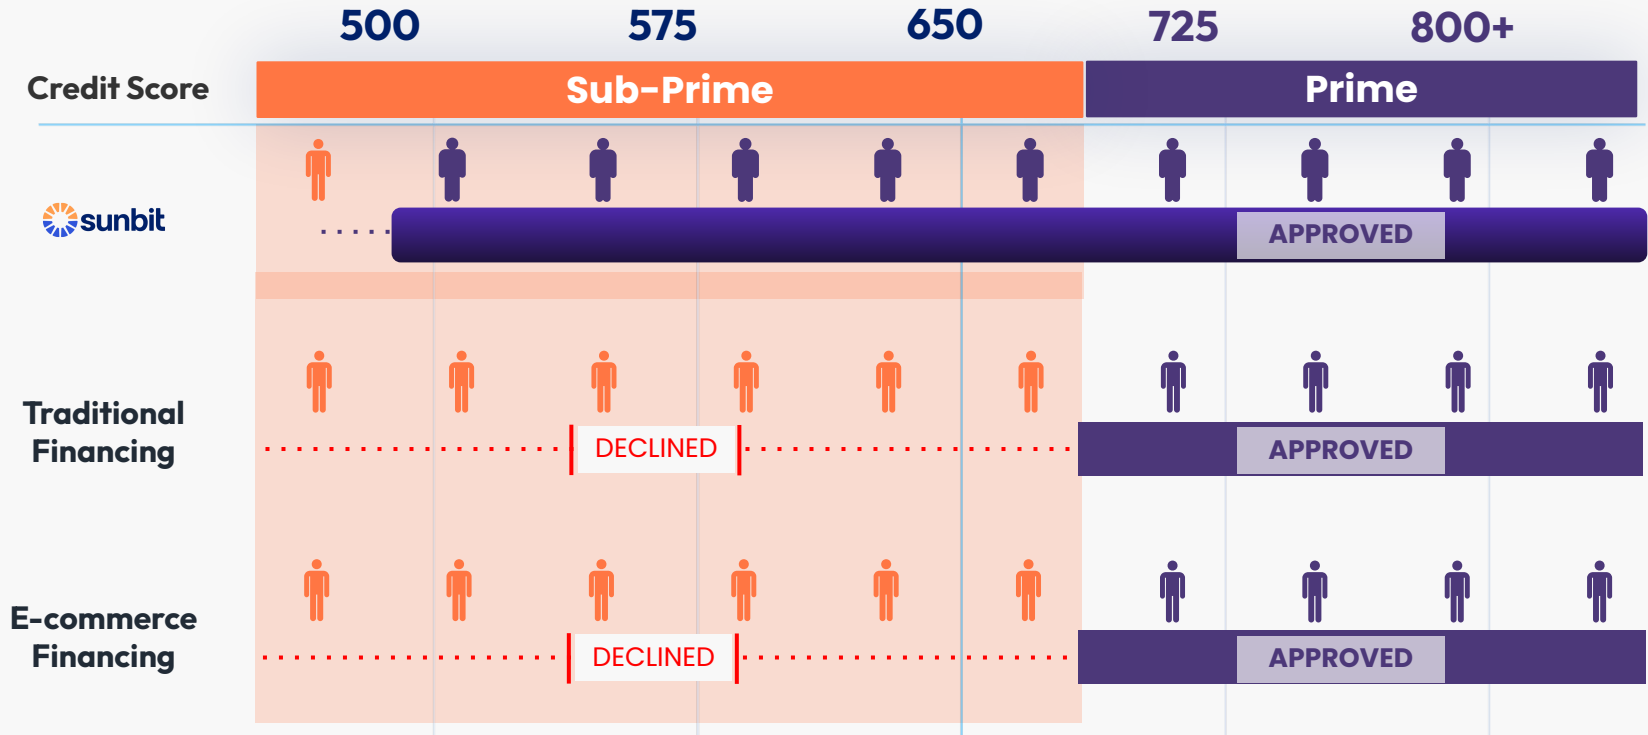 500 575 650 725 800+
Credit Score Sub-Prime Prime
sunbit APPROVED
Traditional
Financing DECLINED APPROVED
E-commerce
Financing DECLINED APPROVED